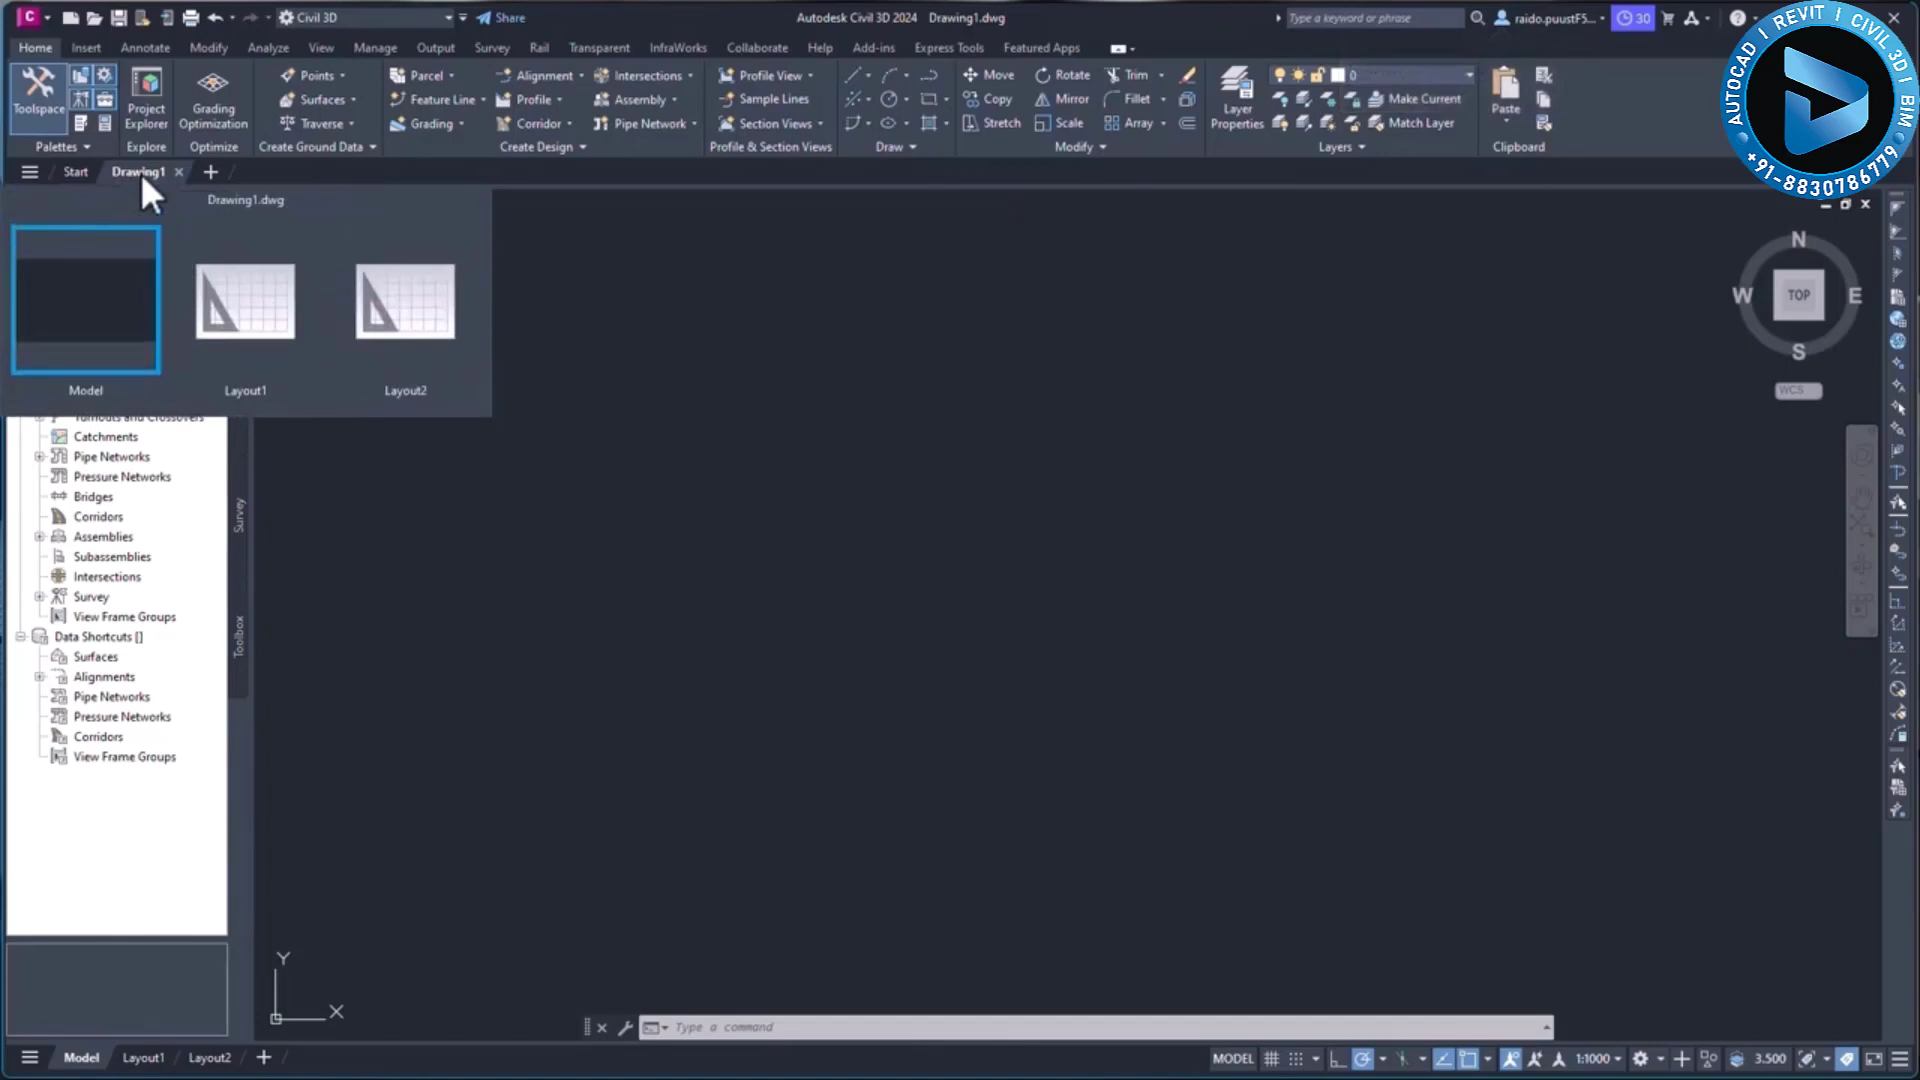 Civil 3D
Share
Autodesk Civil 3D 2024 Drawing1.dwg
Type a keyword or phrase
raido.puustF5...
30
Home Insert Annotate Modify Analyze View Manage Output Survey Rail Transparent InfraWorks Collaborate Help Add-ins Express Tools Featured Apps
Toolspace
Palettes
Project Explorer
Explore
Grading Optimization
Optimize
Points
Surfaces
Traverse
Create Ground Data
Parcel
Feature Line
Grading
Alignment
Profile
Corridor
Intersections
Assembly
Pipe Network
Create Design
Profile View
Sample Lines
Section Views
Profile & Section Views
Draw
Move
Copy
Stretch
Rotate
Mirror
Scale
Trim
Fillet
Array
Modify
Layer Properties
0
Make Current
Match Layer
Layers
Paste
Clipboard
AUTOCAD | REVIT | CIVIL 3D | BIM
+91-8830786779
Start
Drawing1
Drawing1.dwg
Model
Layout1
Layout2
N
W
TOP
E
S
WCS
Turnouts and Crossovers
Catchments
Pipe Networks
Pressure Networks
Bridges
Corridors
Assemblies
Subassemblies
Intersections
Survey
View Frame Groups
Data Shortcuts []
Surfaces
Alignments
Pipe Networks
Pressure Networks
Corridors
View Frame Groups
Survey
Toolbox
Y
X
Type a command
Model Layout1 Layout2
MODEL
1:1000
3.500